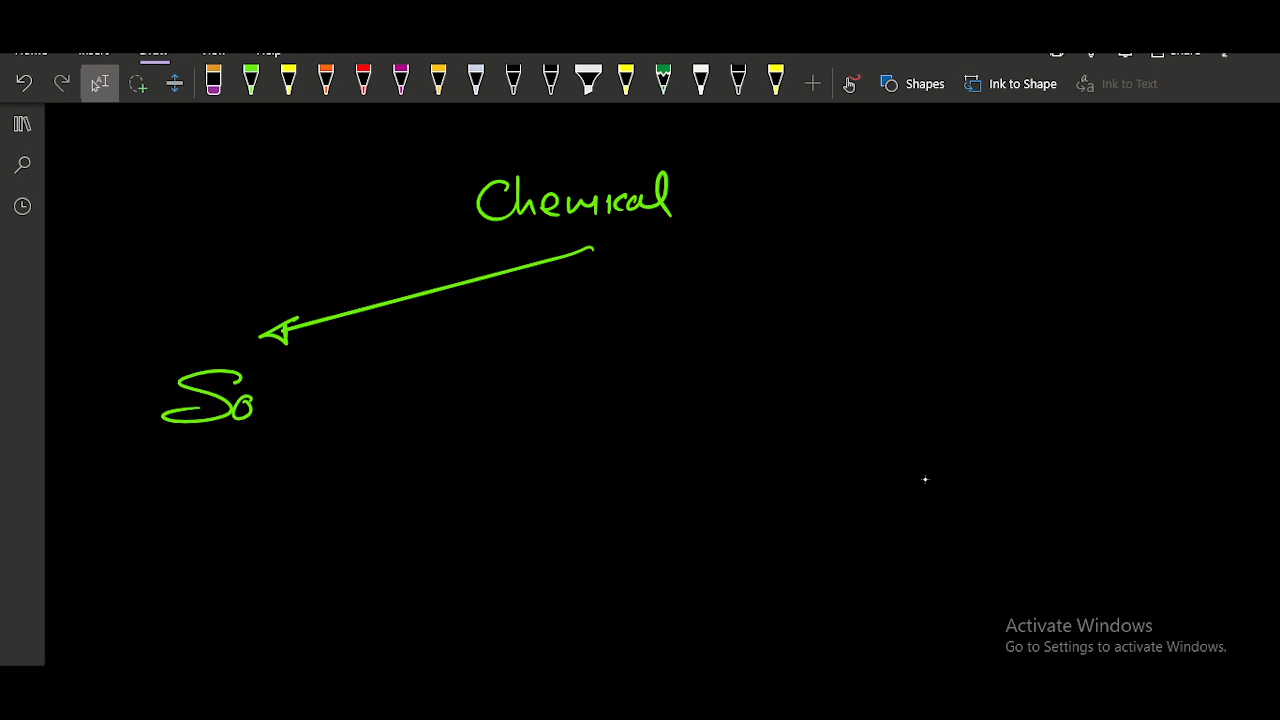 Ink to Shape
Shapes
Ink to Text
Chemical
So
Activate Windows
Go to Settings to activate Windows.